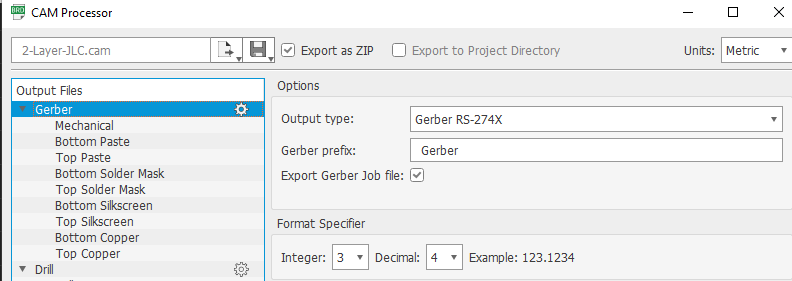 BRD CAM Processor
2-Layer-JLC.cam Export as ZIP Export to Project Directory Units: Metric
Output Files
Gerber
Mechanical
Bottom Paste
Top Paste
Bottom Solder Mask
Top Solder Mask
Bottom Silkscreen
Top Silkscreen
Bottom Copper
Top Copper
Drill
Options
Output type: Gerber RS-274X
Gerber prefix: Gerber
Export Gerber Job file:
Format Specifier
Integer: 3 Decimal: 4 Example: 123.1234